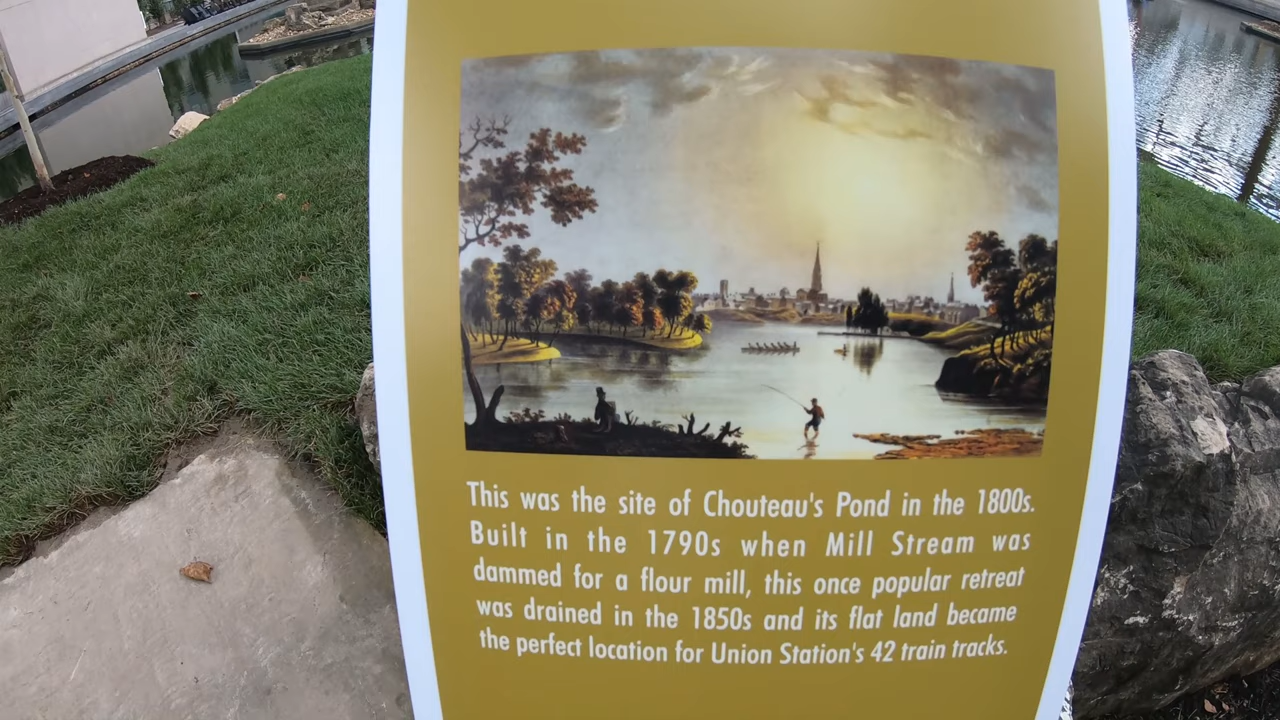 This was the site of Chouteau's Pond in the 1800s.
Built in the 1790s when Mill Stream was
dammed for a flour mill, this once popular retreat
was drained in the 1850s and its flat land became
the perfect location for Union Station's 42 train tracks.